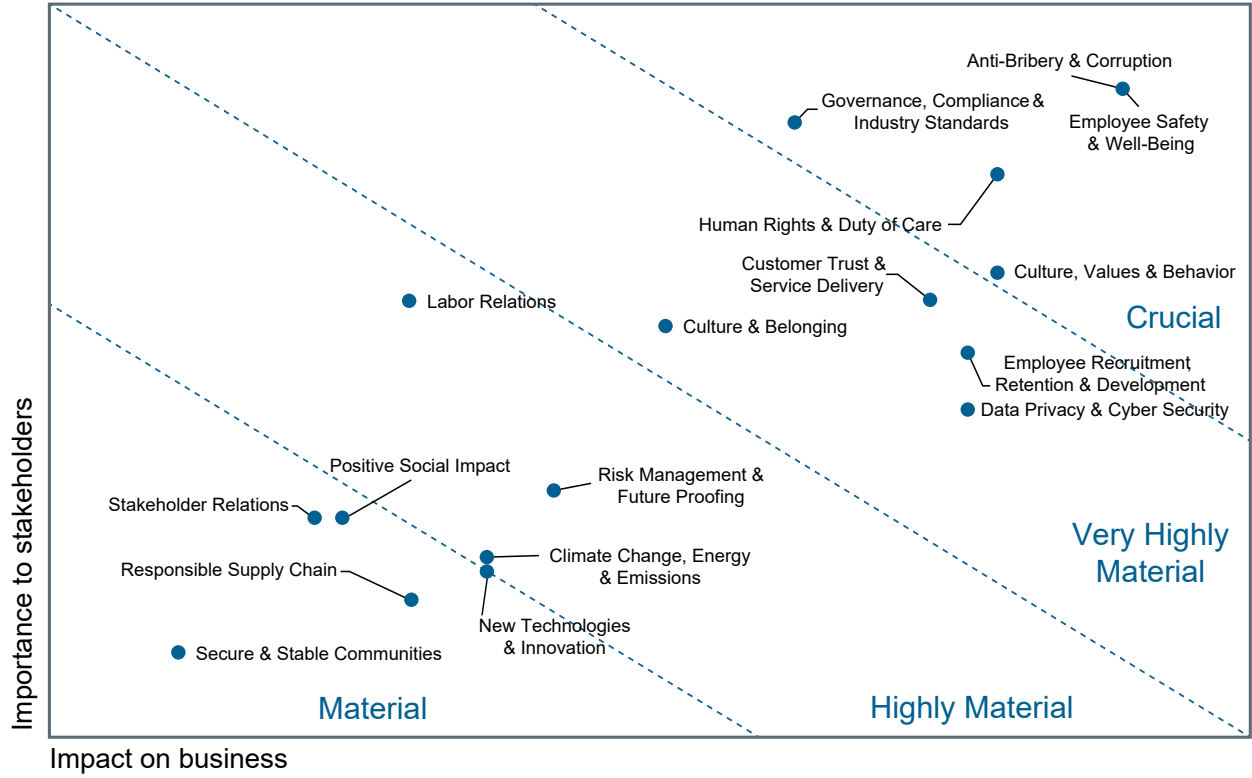 Anti-Bribery & Corruption
Governance, Compliance &
Industry Standards
Employee Safety
& Well-Being
Human Rights & Duty of Care
Customer Trust &
Service Delivery
Culture, Values & Behavior
Labor Relations
Culture & Belonging
Crucial
Employee Recruitment,
Retention & Development
Data Privacy & Cyber Security
Positive Social Impact
Risk Management &
Future Proofing
Stakeholder Relations
Very Highly
Material
Climate Change, Energy
& Emissions
Responsible Supply Chain
New Technologies
& Innovation
Secure & Stable Communities
Material
Highly Material
Importance to stakeholders
Impact on business